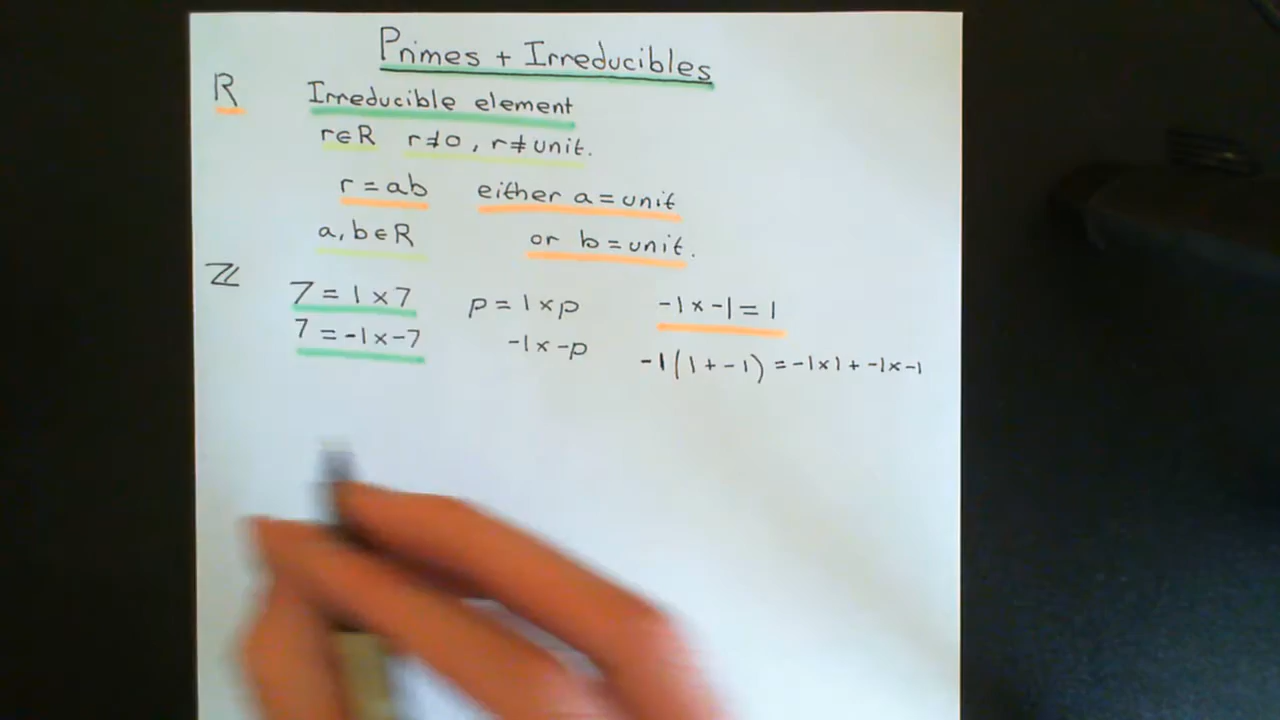 Primes + Irreducibles
R
Irreducible element
r∈R r≠0, r≠unit.
r = ab either a = unit
a, b∈R or b = unit.
ℤ
7 = 1 × 7 p = 1 × p -1 × -1 = 1
7 = -1 × -7 -1 × -p -1(1 + -1) = -1×1 + -1×-1